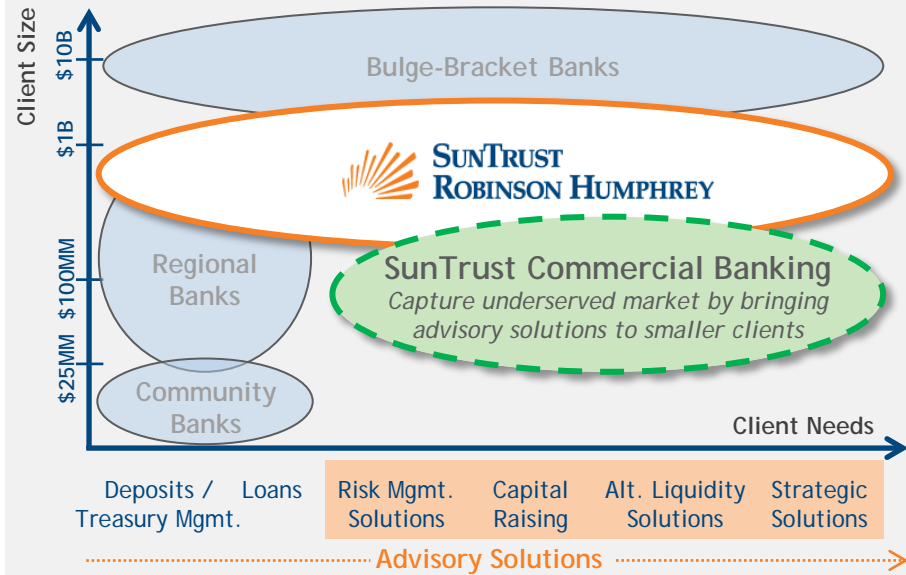 Client Size
$10B
$1B
$100MM
$25MM
Bulge-Bracket Banks
SUNTRUST
ROBINSON HUMPHREY
Regional
Banks
SunTrust Commercial Banking
Capture underserved market by bringing
advisory solutions to smaller clients
Community
Banks
Client Needs
Deposits /
Treasury Mgmt.
Loans
Risk Mgmt.
Solutions
Capital
Raising
Alt. Liquidity
Solutions
Strategic
Solutions
Advisory Solutions